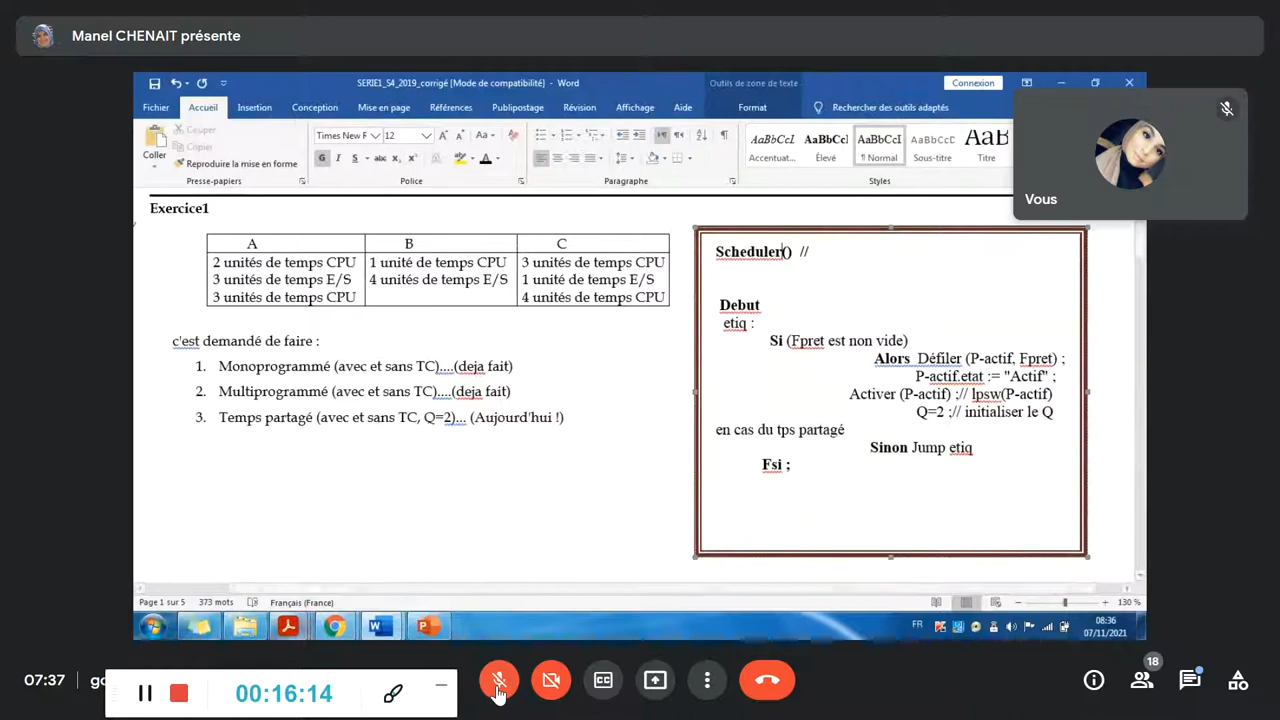 Manel CHENAIT présente
SERIE1_S4_2019_corrigé [Mode de compatibilité] - Word
Outils de zone de texte
Connexion
Fichier Accueil Insertion Conception Mise en page Références Publipostage Révision Affichage Aide Format Rechercher des outils adaptés
Coller
Couper
Copier
Reproduire la mise en forme
Presse-papiers
Times New F 12
Police
Paragraphe
AaBbCcI AaBbCcI AaBbCcI AaBbCcD AaB
Accentuat... Élevé ¶ Normal Sous-titre Titre
Styles
Vous
Exercice1
A B C
2 unités de temps CPU 1 unité de temps CPU 3 unités de temps CPU
3 unités de temps E/S 4 unités de temps E/S 1 unité de temps E/S
3 unités de temps CPU 4 unités de temps CPU
c'est demandé de faire :
1. Monoprogrammé (avec et sans TC)....(deja fait)
2. Multiprogrammé (avec et sans TC)....(deja fait)
3. Temps partagé (avec et sans TC, Q=2)... (Aujourd'hui !)
Scheduler() //
Debut
etiq :
Si (Fpret est non vide)
Alors Défiler (P-actif, Fpret) ;
P-actif.etat := "Actif" ;
Activer (P-actif) ;// lpsw(P-actif)
Q=2 ;// initialiser le Q
en cas du tps partagé
Sinon Jump etiq
Fsi ;
Page 1 sur 5 373 mots Français (France) 130 %
FR 08:36
07/11/2021
07:37
00:16:14
18